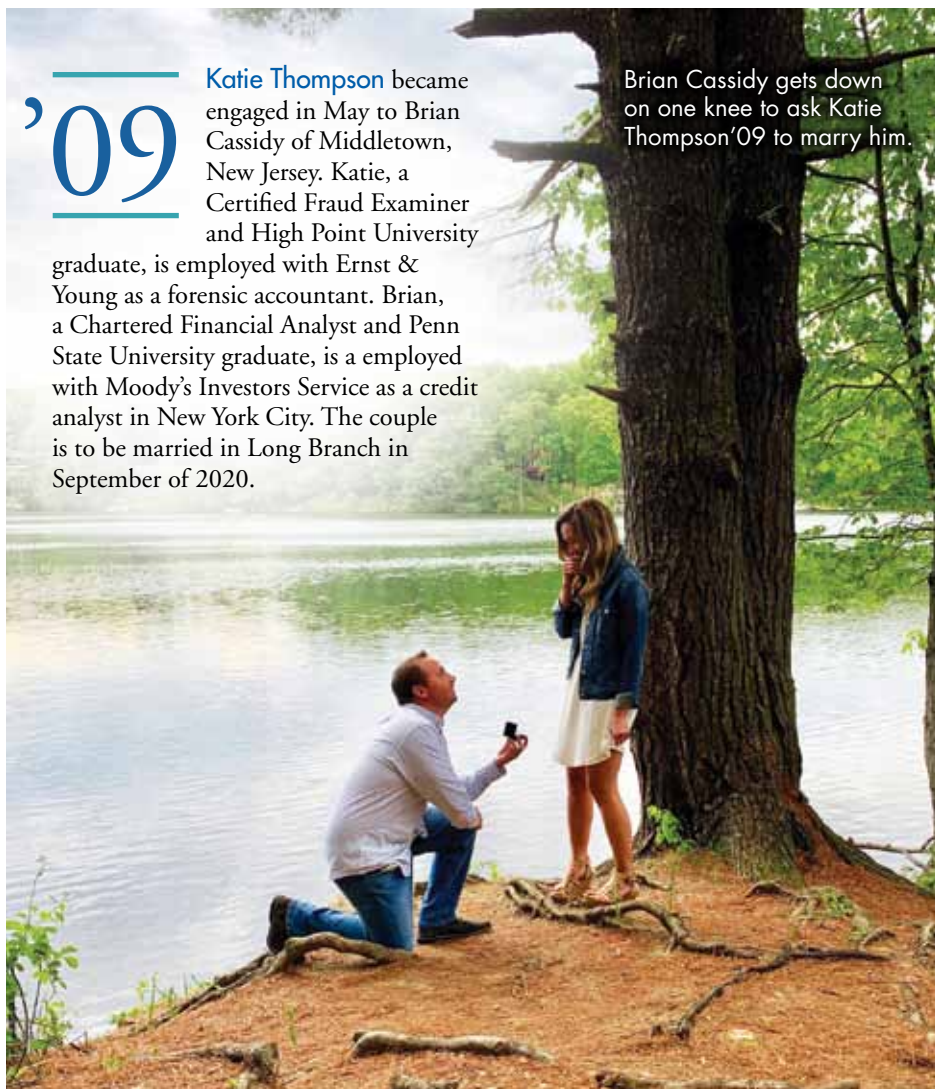 ’09
Katie Thompson became
engaged in May to Brian
Cassidy of Middletown,
New Jersey. Katie, a
Certified Fraud Examiner
and High Point University
graduate, is employed with Ernst &
Young as a forensic accountant. Brian,
a Chartered Financial Analyst and Penn
State University graduate, is a employed
with Moody’s Investors Service as a credit
analyst in New York City. The couple
is to be married in Long Branch in
September of 2020.
Brian Cassidy gets down
on one knee to ask Katie
Thompson’09 to marry him.